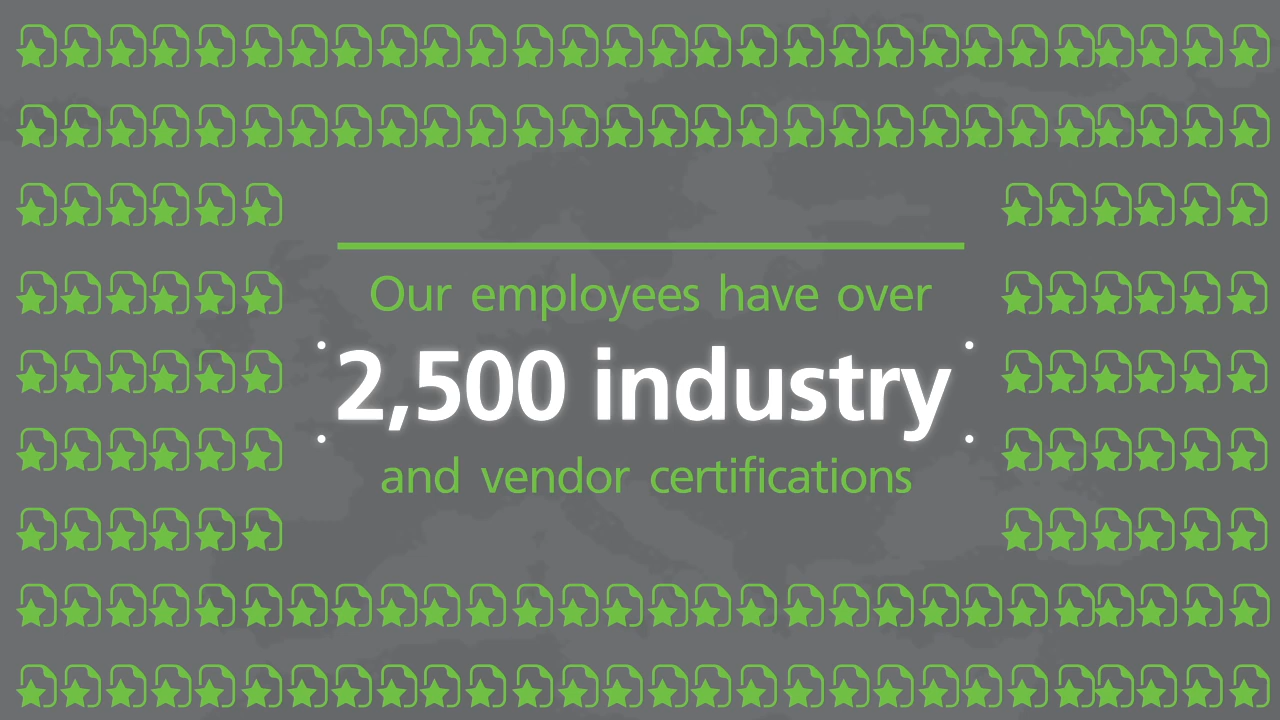 Our employees have over
2,500 industry
and vendor certifications